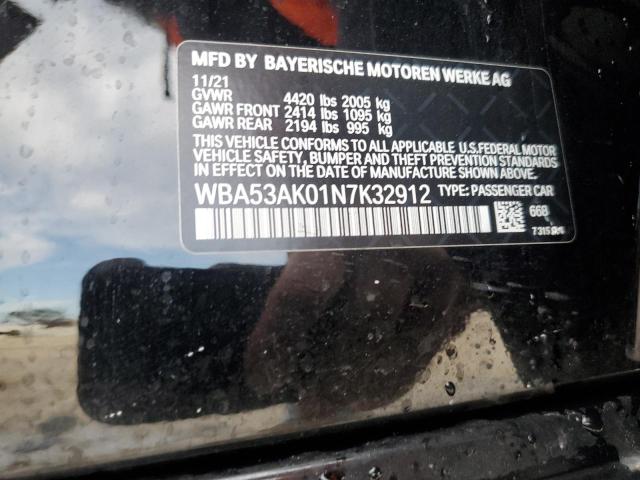 MFD BY BAYERISCHE MOTOREN WERKE AG
11/21
GVWR 4420 lbs 2005 kg
GAWR FRONT 2414 lbs 1095 kg
GAWR REAR 2194 lbs 995 kg
THIS VEHICLE CONFORMS TO ALL APPLICABLE U.S.FEDERAL MOTOR
VEHICLE SAFETY, BUMPER AND THEFT PREVENTION STANDARDS
IN EFFECT ON THE DATE OF MANUFACTURE SHOWN ABOVE.
WBA53AK01N7K32912 TYPE: PASSENGER CAR
668